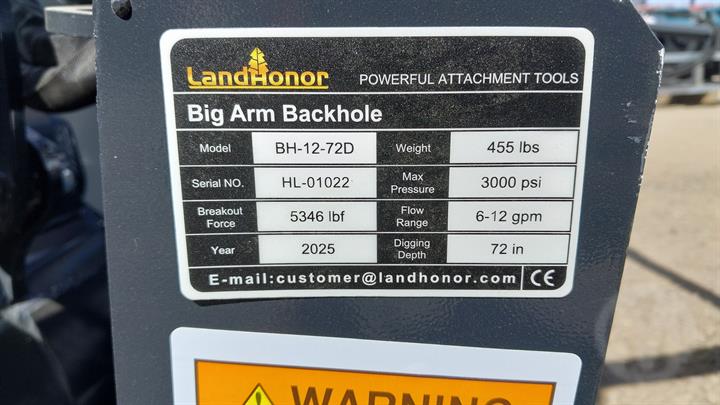 LandHonor
POWERFUL ATTACHMENT TOOLS
Big Arm Backhole
Model BH-12-72D Weight 455 lbs
Serial NO. HL-01022 Max Pressure 3000 psi
Breakout Force 5346 lbf Flow Range 6-12 gpm
Year 2025 Digging Depth 72 in
E-mail:customer@landhonor.com CE
WARNING